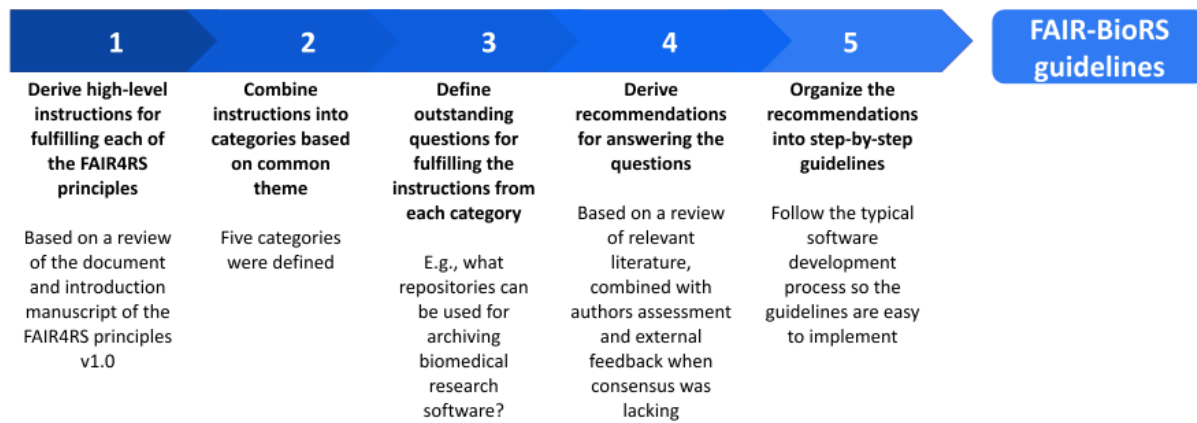 1
2
3
4
5
FAIR-BioRS
guidelines
Derive high-level
instructions for
fulfilling each of
the FAIR4RS
principles
Based on a review
of the document
and introduction
manuscript of the
FAIR4RS principles
v1.0
Combine
instructions into
categories based
on common
theme
Five categories
were defined
Define
outstanding
questions for
fulfilling the
instructions from
each category
E.g., what
repositories can
be used for
archiving
biomedical
research
software?
Derive
recommendations
for answering the
questions
Based on a review
of relevant
literature,
combined with
authors assessment
and external
feedback when
consensus was
lacking
Organize the
recommendations
into step-by-step
guidelines
Follow the typical
software
development
process so the
guidelines are easy
to implement